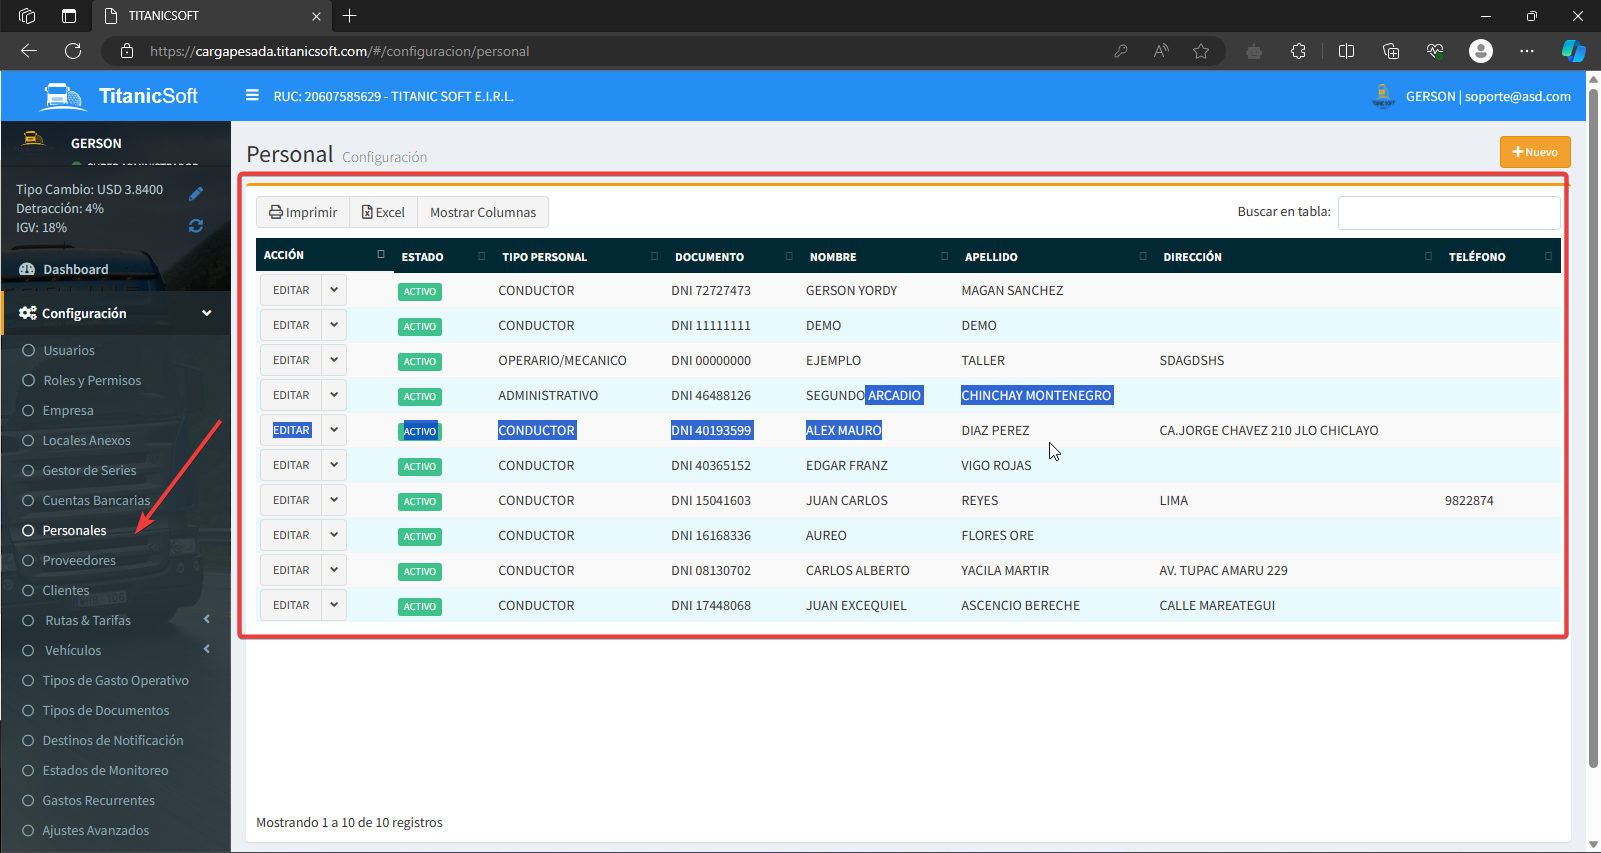 TITANICSOFT
https://cargapesada.titanicsoft.com/#/configuracion/personal
TitanicSoft
RUC: 20607585629 - TITANIC SOFT E.I.R.L.
GERSON | soporte@asd.com
GERSON
SUPER ADMINISTRADOR
Tipo Cambio: USD 3.8400
Detracción: 4%
IGV: 18%
Dashboard
Configuración
Usuarios
Roles y Permisos
Empresa
Locales Anexos
Gestor de Series
Cuentas Bancarias
Personales
Proveedores
Clientes
Rutas & Tarifas
Vehículos
Tipos de Gasto Operativo
Tipos de Documentos
Destinos de Notificación
Estados de Monitoreo
Gastos Recurrentes
Ajustes Avanzados
Personal Configuración
Nuevo
Imprimir Excel Mostrar Columnas
Buscar en tabla:
ACCIÓN ESTADO TIPO PERSONAL DOCUMENTO NOMBRE APELLIDO DIRECCIÓN TELÉFONO
EDITAR ACTIVO CONDUCTOR DNI 72727473 GERSON YORDY MAGAN SANCHEZ
EDITAR ACTIVO CONDUCTOR DNI 11111111 DEMO DEMO
EDITAR ACTIVO OPERARIO/MECANICO DNI 00000000 EJEMPLO TALLER SDAGDSHS
EDITAR ACTIVO ADMINISTRATIVO DNI 46488126 SEGUNDO ARCADIO CHINCHAY MONTENEGRO
EDITAR ACTIVO CONDUCTOR DNI 40193599 ALEX MAURO DIAZ PEREZ CA.JORGE CHAVEZ 210 JLO CHICLAYO
EDITAR ACTIVO CONDUCTOR DNI 40365152 EDGAR FRANZ VIGO ROJAS
EDITAR ACTIVO CONDUCTOR DNI 15041603 JUAN CARLOS REYES LIMA 9822874
EDITAR ACTIVO CONDUCTOR DNI 16168336 AUREO FLORES ORE
EDITAR ACTIVO CONDUCTOR DNI 08130702 CARLOS ALBERTO YACILA MARTIR AV. TUPAC AMARU 229
EDITAR ACTIVO CONDUCTOR DNI 17448068 JUAN EXCEQUIEL ASCENCIO BERECHE CALLE MAREATEGUI
Mostrando 1 a 10 de 10 registros